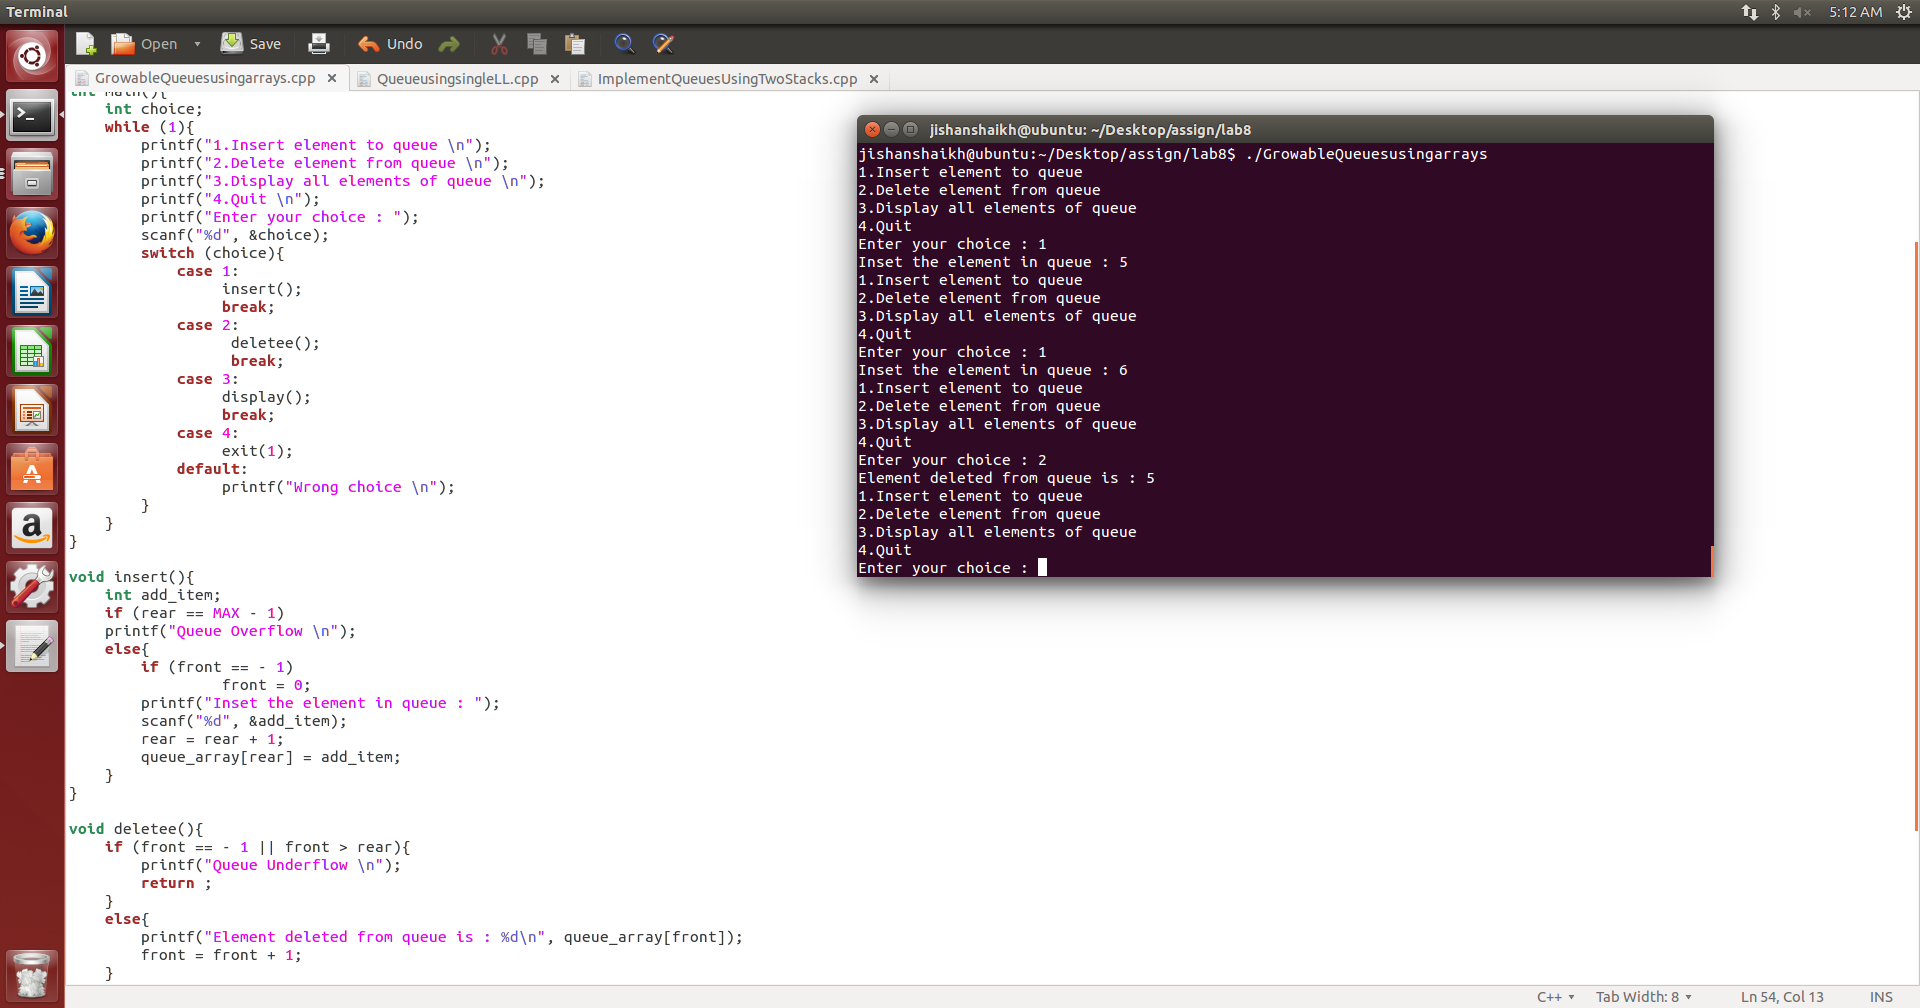 Terminal
5:12 AM
Open
Save
Undo
GrowableQueuesusingarrays.cpp
QueueusingsingleLL.cpp
ImplementQueuesUsingTwoStacks.cpp
int main(){
int choice;
while (1){
printf("1.Insert element to queue \n");
printf("2.Delete element from queue \n");
printf("3.Display all elements of queue \n");
printf("4.Quit \n");
printf("Enter your choice : ");
scanf("%d", &choice);
switch (choice){
case 1:
insert();
break;
case 2:
deletee();
break;
case 3:
display();
break;
case 4:
exit(1);
default:
printf("Wrong choice \n");
}
}
}
void insert(){
int add_item;
if (rear == MAX - 1)
printf("Queue Overflow \n");
else{
if (front == - 1)
front = 0;
printf("Inset the element in queue : ");
scanf("%d", &add_item);
rear = rear + 1;
queue_array[rear] = add_item;
}
}
void deletee(){
if (front == - 1 || front > rear){
printf("Queue Underflow \n");
return ;
}
else{
printf("Element deleted from queue is : %d\n", queue_array[front]);
front = front + 1;
}
jishanshaikh@ubuntu: ~/Desktop/assign/lab8
jishanshaikh@ubuntu:~/Desktop/assign/lab8$ ./GrowableQueuesusingarrays
1.Insert element to queue
2.Delete element from queue
3.Display all elements of queue
4.Quit
Enter your choice : 1
Inset the element in queue : 5
1.Insert element to queue
2.Delete element from queue
3.Display all elements of queue
4.Quit
Enter your choice : 1
Inset the element in queue : 6
1.Insert element to queue
2.Delete element from queue
3.Display all elements of queue
4.Quit
Enter your choice : 2
Element deleted from queue is : 5
1.Insert element to queue
2.Delete element from queue
3.Display all elements of queue
4.Quit
Enter your choice :
C++
Tab Width: 8
Ln 54, Col 13
INS